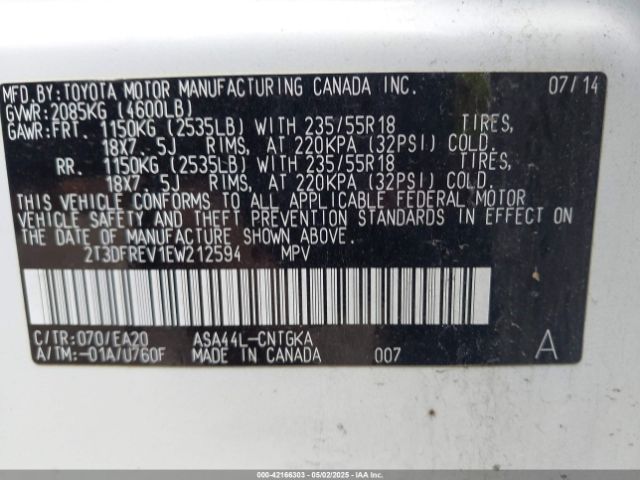 MFD.BY:TOYOTA MOTOR MANUFACTURING CANADA INC. 07/14
GVWR:2085KG (4600LB)
GAWR:FRT. 1150KG (2535LB) WITH 235/55R18 TIRES,
18X7. 5J RIMS, AT 220KPA (32PSI) COLD.
RR. 1150KG (2535LB) WITH 235/55R18 TIRES,
18X7. 5J RIMS, AT 220KPA (32PSI) COLD.
THIS VEHICLE CONFORMS TO ALL APPLICABLE FEDERAL MOTOR
VEHICLE SAFETY AND THEFT PREVENTION STANDARDS IN EFFECT ON
THE DATE OF MANUFACTURE SHOWN ABOVE.
2T3DFREV1EW212594 MPV
C/TR:070/EA20 ASA44L-CNTGKA
A/TM:-01A/U760F MADE IN CANADA 007 A
000-42166303 - 05/02/2025 - IAAI.COM